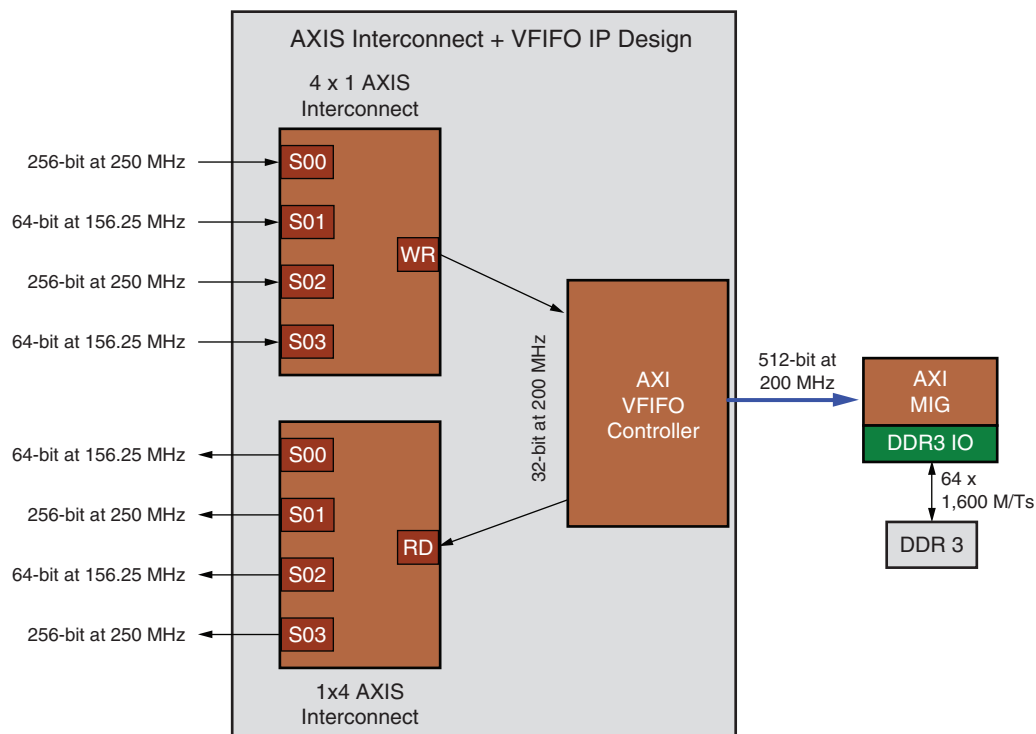 AXIS Interconnect + VFIFO IP Design
4 x 1 AXIS
Interconnect
256-bit at 250 MHz
S00
64-bit at 156.25 MHz
S01
WR
256-bit at 250 MHz
S02
64-bit at 156.25 MHz
S03
32-bit at 200 MHz
AXI
VFIFO
Controller
512-bit at
200 MHz
AXI
MIG
DDR3 IO
64 x
1,600 M/Ts
DDR 3
64-bit at 156.25 MHz
S00
256-bit at 250 MHz
S01
RD
64-bit at 156.25 MHz
S02
256-bit at 250 MHz
S03
1x4 AXIS
Interconnect